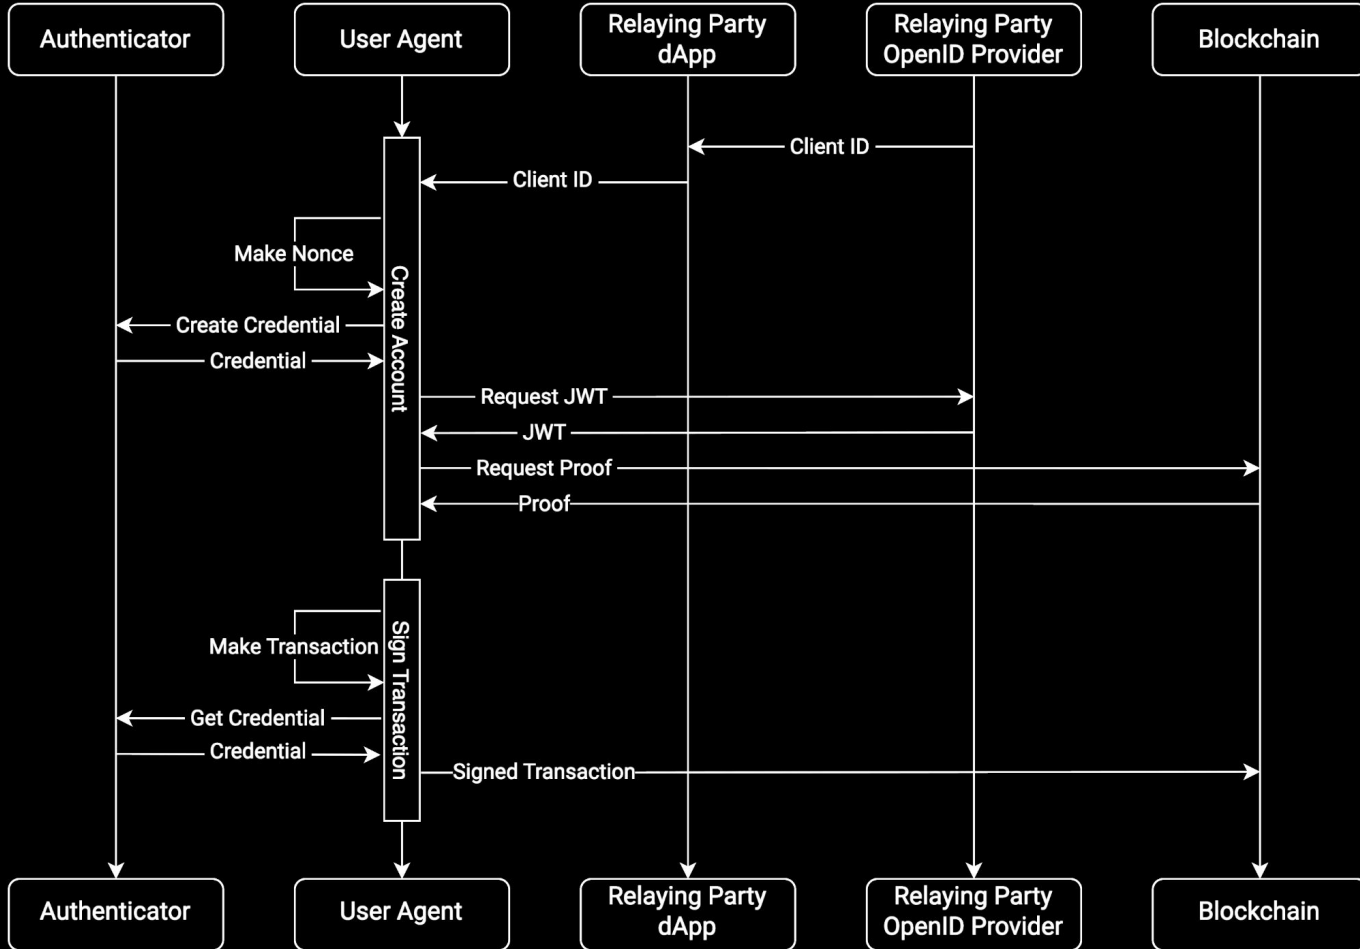 Authenticator
User Agent
Relaying Party
dApp
Relaying Party
OpenID Provider
Blockchain
Client ID
Client ID
Make Nonce
Create Account
Create Credential
Credential
Request JWT
JWT
Request Proof
Proof
Make Transaction
Sign Transaction
Get Credential
Credential
Signed Transaction
Authenticator
User Agent
Relaying Party
dApp
Relaying Party
OpenID Provider
Blockchain